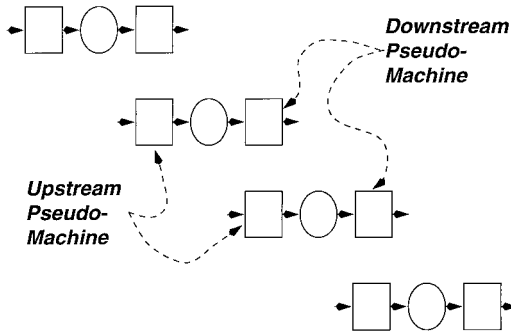 Downstream
Pseudo-
Machine
Upstream
Pseudo-
Machine